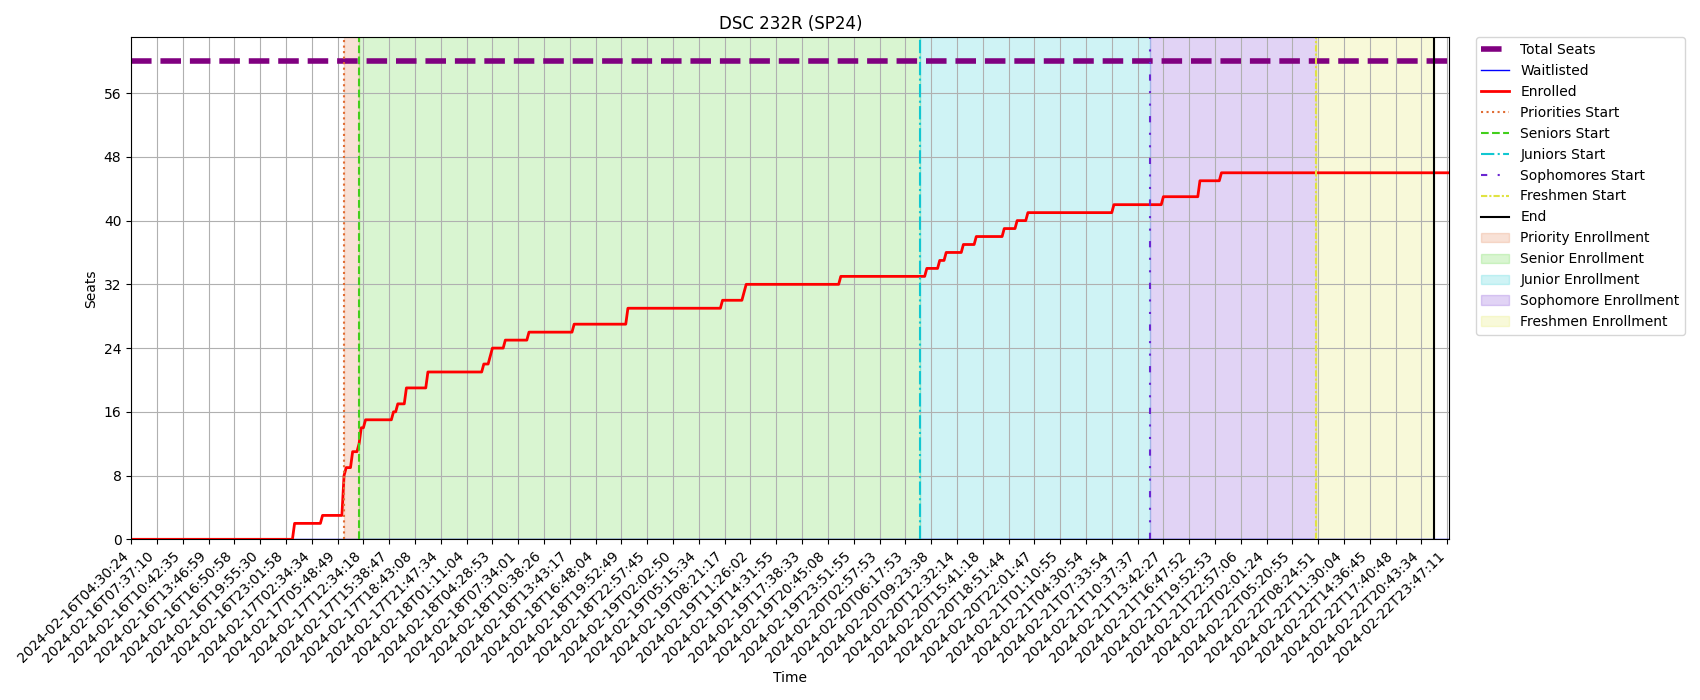 DSC 232R (SP24)
Total Seats
Waitlisted
Enrolled
Priorities Start
Seniors Start
Juniors Start
Sophomores Start
Freshmen Start
End
Priority Enrollment
Senior Enrollment
Junior Enrollment
Sophomore Enrollment
Freshmen Enrollment
Seats
56
48
40
32
24
16
8
0
2024-02-16T04:30:24
2024-02-16T07:37:10
2024-02-16T10:42:35
2024-02-16T13:46:59
2024-02-16T16:50:58
2024-02-16T19:55:30
2024-02-16T23:01:58
2024-02-17T02:34:34
2024-02-17T05:48:49
2024-02-17T12:34:18
2024-02-17T15:38:47
2024-02-17T18:43:08
2024-02-17T21:47:34
2024-02-18T01:11:04
2024-02-18T04:28:53
2024-02-18T07:34:01
2024-02-18T10:38:26
2024-02-18T13:43:17
2024-02-18T16:48:04
2024-02-18T19:52:49
2024-02-18T22:57:45
2024-02-19T02:02:50
2024-02-19T05:15:34
2024-02-19T08:21:17
2024-02-19T11:26:02
2024-02-19T14:31:55
2024-02-19T17:38:33
2024-02-19T20:45:08
2024-02-19T23:51:55
2024-02-20T02:57:53
2024-02-20T06:17:53
2024-02-20T09:23:38
2024-02-20T12:32:14
2024-02-20T15:41:18
2024-02-20T18:51:44
2024-02-20T22:01:47
2024-02-21T01:10:55
2024-02-21T04:30:54
2024-02-21T07:33:54
2024-02-21T10:37:37
2024-02-21T13:42:27
2024-02-21T16:47:52
2024-02-21T19:52:53
2024-02-21T22:57:06
2024-02-22T02:01:24
2024-02-22T05:20:55
2024-02-22T08:24:51
2024-02-22T11:30:04
2024-02-22T14:36:45
2024-02-22T17:40:48
2024-02-22T20:43:34
2024-02-22T23:47:11
Time